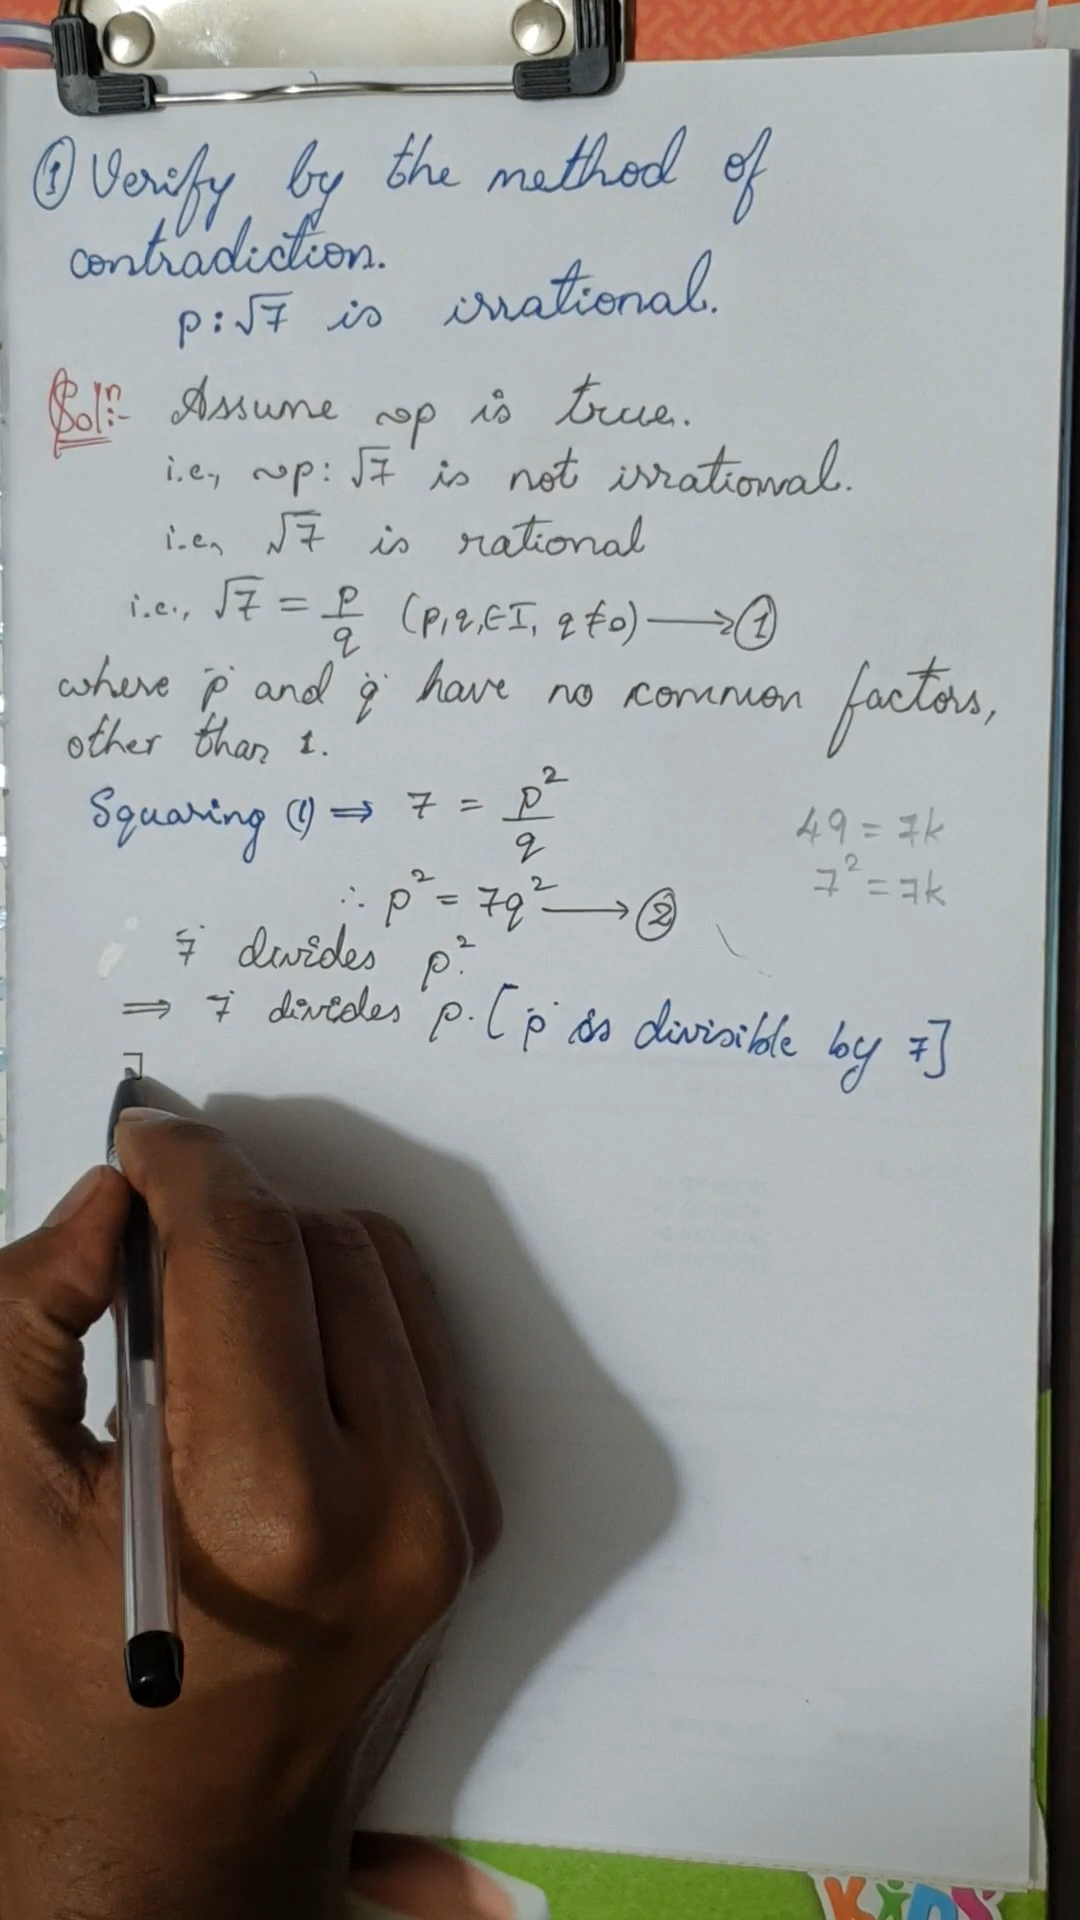 ① Verify by the method of
contradiction.
p: √7 is irrational.
Solⁿ:- Assume ~p is true.
i.e., ~p: √7 is not irrational.
i.e., √7 is rational
i.e., √7 = p/q (p, q, ∈ I, q ≠ 0) ⟶ ①
where p and q have no common factors,
other than 1.
Squaring (1) ⇒ 7 = p²/q
49 = 7k
7² = 7k
∴ p² = 7q² ⟶ ②
7 divides p².
⇒ 7 divides p. [p is divisible by 7]
KiDS